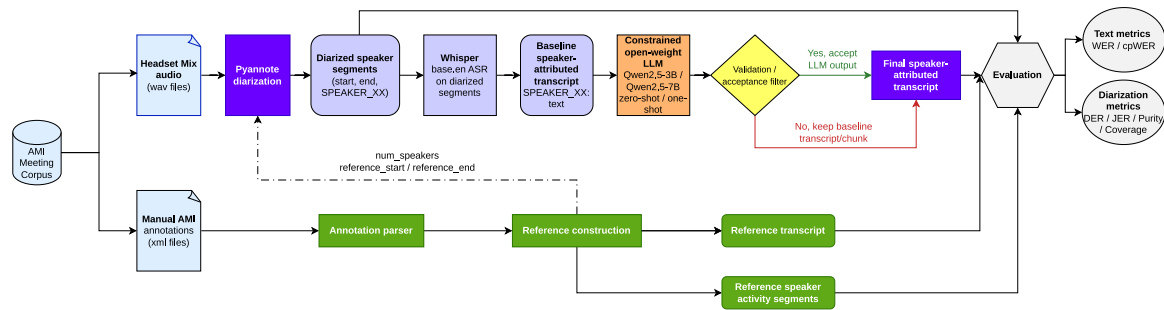 AMI
Meeting
Corpus
Headset Mix
audio
(wav files)
Pyannote
diarization
Diarized speaker
segments
(start, end,
SPEAKER_XX)
Whisper
base,en ASR
on diarized
segments
Baseline
speaker-
attributed
transcript
SPEAKER_XX:
text
Constrained
open-weight
LLM
Qwen2,5-3B /
Qwen2,5-7B
zero-shot / one-
shot
Validation /
acceptance filter
Yes, accept
LLM output
No, keep baseline
transcript/chunk
Final speaker-
attributed
transcript
Evaluation
Text metrics
WER / cpWER
Diarization
metrics
DER / JER / Purity
/ Coverage
num_speakers
reference_start / reference_end
Manual AMI
annotations
(xml files)
Annotation parser
Reference construction
Reference transcript
Reference speaker
activity segments